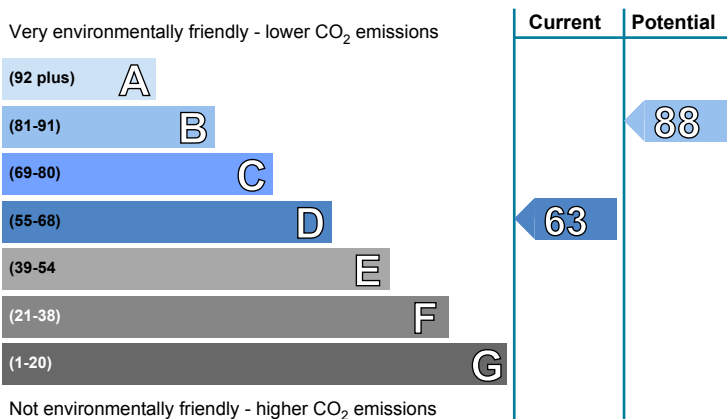 Very environmentally friendly - lower CO2 emissions
Current
Potential
(92 plus) A
(81-91) B
88
(69-80) C
(55-68) D
63
(39-54 E
(21-38) F
(1-20) G
Not environmentally friendly - higher CO2 emissions